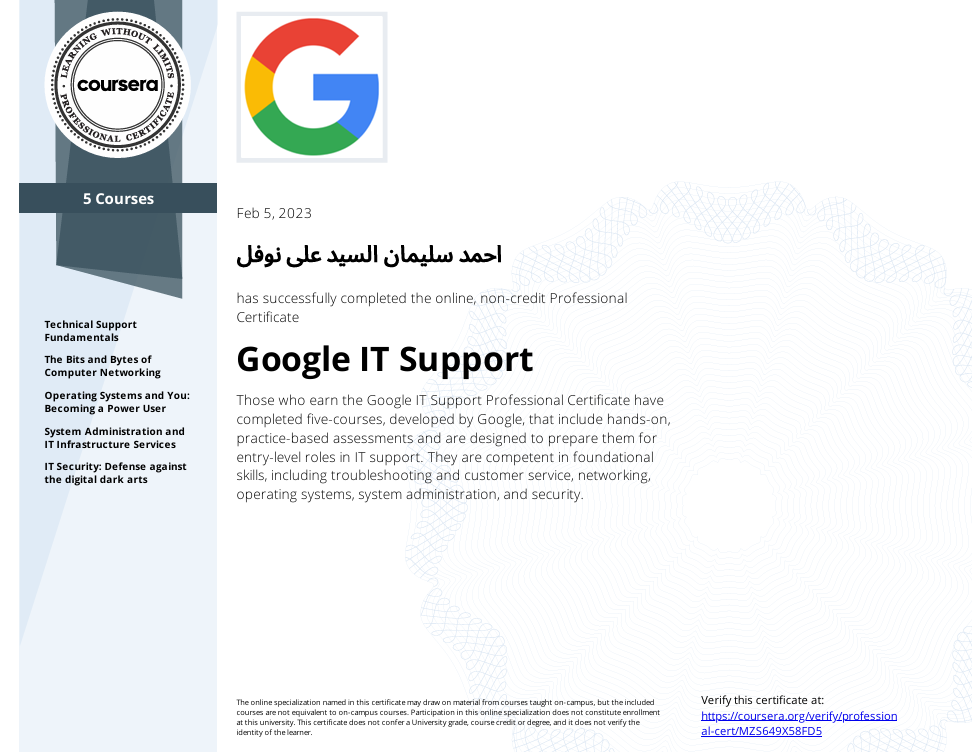 LEARNING WITHOUT LIMITS
coursera
PROFESSIONAL CERTIFICATE
5 Courses
Technical Support
Fundamentals
The Bits and Bytes of
Computer Networking
Operating Systems and You:
Becoming a Power User
System Administration and
IT Infrastructure Services
IT Security: Defense against
the digital dark arts
Feb 5, 2023
احمد سليمان السيد على نوفل
has successfully completed the online, non-credit Professional
Certificate
Google IT Support
Those who earn the Google IT Support Professional Certificate have
completed five-courses, developed by Google, that include hands-on,
practice-based assessments and are designed to prepare them for
entry-level roles in IT support. They are competent in foundational
skills, including troubleshooting and customer service, networking,
operating systems, system administration, and security.
The online specialization named in this certificate may draw on material from courses taught on-campus, but the included
courses are not equivalent to on-campus courses. Participation in this online specialization does not constitute enrollment
at this university. This certificate does not confer a University grade, course credit or degree, and it does not verify the
identity of the learner.
Verify this certificate at:
https://coursera.org/verify/profession
al-cert/MZS649X58FD5